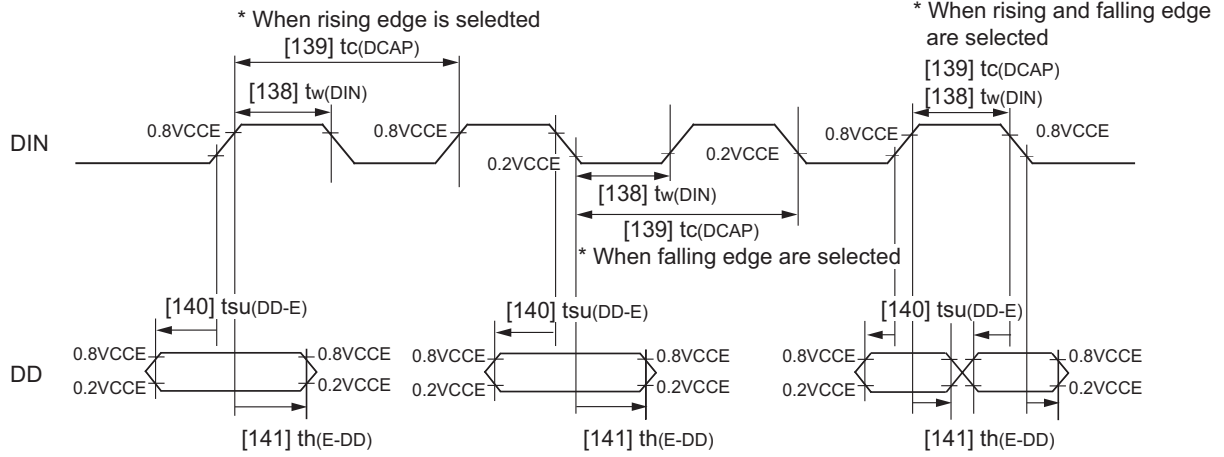 * When rising edge is seledted
[139] tc(DCAP)
[138] tw(DIN)
* When rising and falling edge
are selected
[139] tc(DCAP)
[138] tw(DIN)
DIN
0.8VCCE
0.8VCCE
0.2VCCE
0.2VCCE
0.8VCCE
0.8VCCE
[138] tw(DIN)
[139] tc(DCAP)
* When falling edge are selected
[140] tsu(DD-E)
[140] tsu(DD-E)
[140] tsu(DD-E)
DD
0.8VCCE
0.8VCCE
0.8VCCE
0.8VCCE
0.8VCCE
0.8VCCE
0.2VCCE
0.2VCCE
0.2VCCE
0.2VCCE
0.2VCCE
0.2VCCE
[141] th(E-DD)
[141] th(E-DD)
[141] th(E-DD)